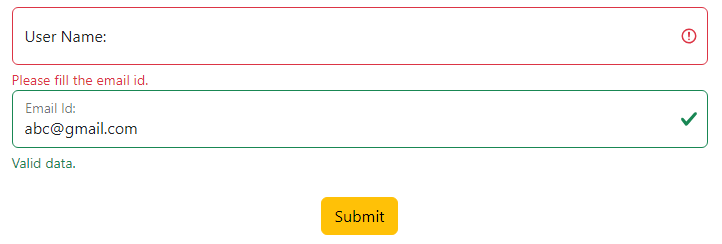 User Name:
Please fill the email id.
Email Id:
abc@gmail.com
Valid data.
Submit